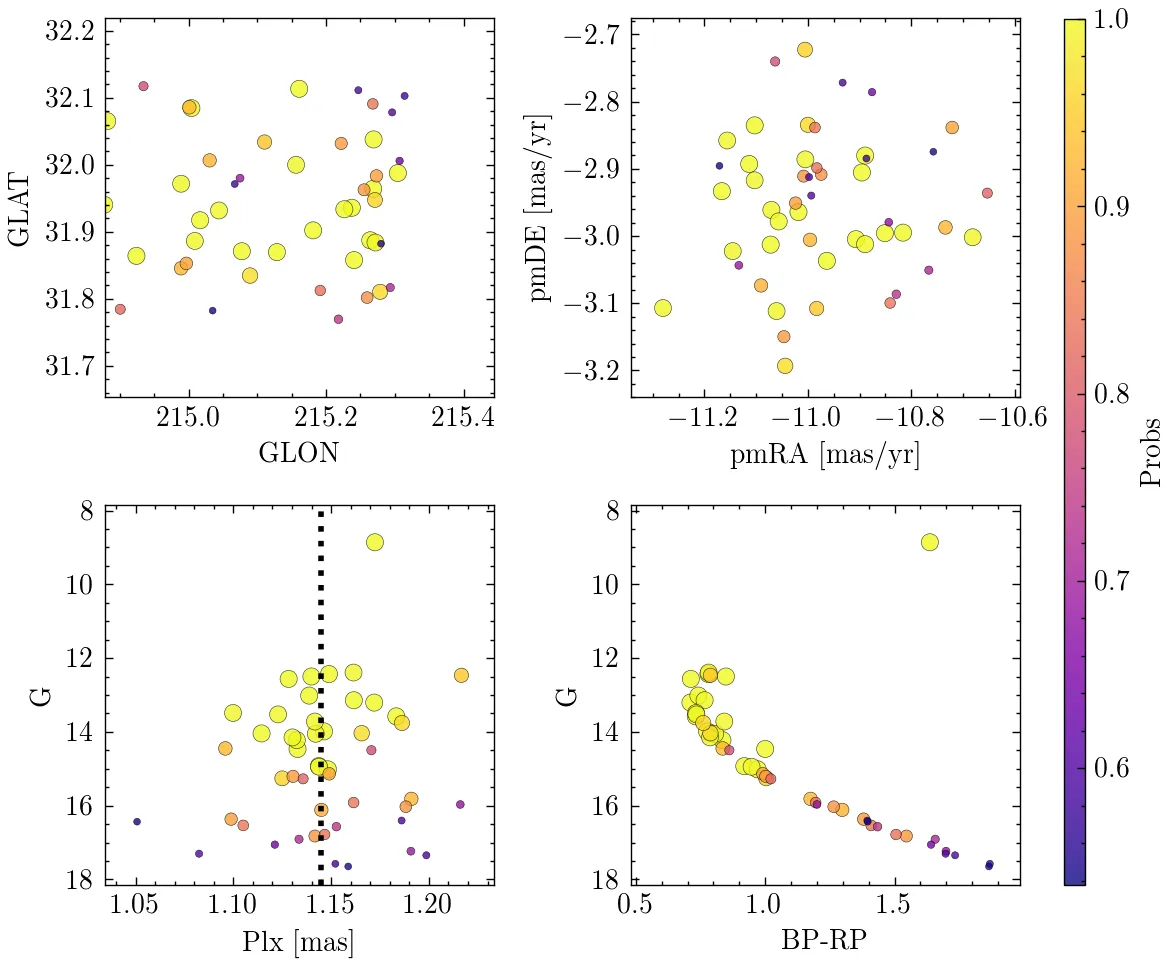 32.2
32.1
32.0
31.9
31.8
31.7
GLAT
215.0 215.2 215.4
GLON
−2.7
−2.8
−2.9
−3.0
−3.1
−3.2
pmDE [mas/yr]
−11.2 −11.0 −10.8 −10.6
pmRA [mas/yr]
8
10
12
14
16
18
G
1.05 1.10 1.15 1.20
Plx [mas]
8
10
12
14
16
18
G
0.5 1.0 1.5
BP-RP
1.0
0.9
0.8
0.7
0.6
Probs